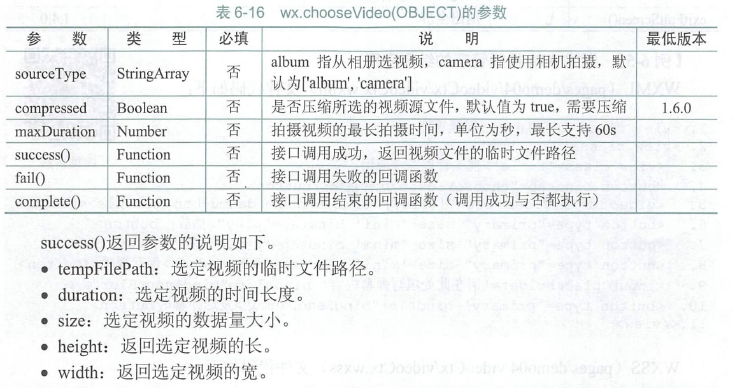 表 6-16 wx.chooseVideo(OBJECT)的参数
参 数 类 型 必填 说 明 最低版本
sourceType StringArray 否 album 指从相册选视频，camera 指使用相机拍摄，默
认为['album', 'camera']
compressed Boolean 否 是否压缩所选的视频源文件，默认值为 true，需要压缩 1.6.0
maxDuration Number 否 拍摄视频的最长拍摄时间，单位为秒，最长支持 60s
success() Function 否 接口调用成功，返回视频文件的临时文件路径
fail() Function 否 接口调用失败的回调函数
complete() Function 否 接口调用结束的回调函数（调用成功与否都执行）
success()返回参数的说明如下。
● tempFilePath：选定视频的临时文件路径。
● duration：选定视频的时间长度。
● size：选定视频的数据量大小。
● height：返回选定视频的长。
● width：返回选定视频的宽。